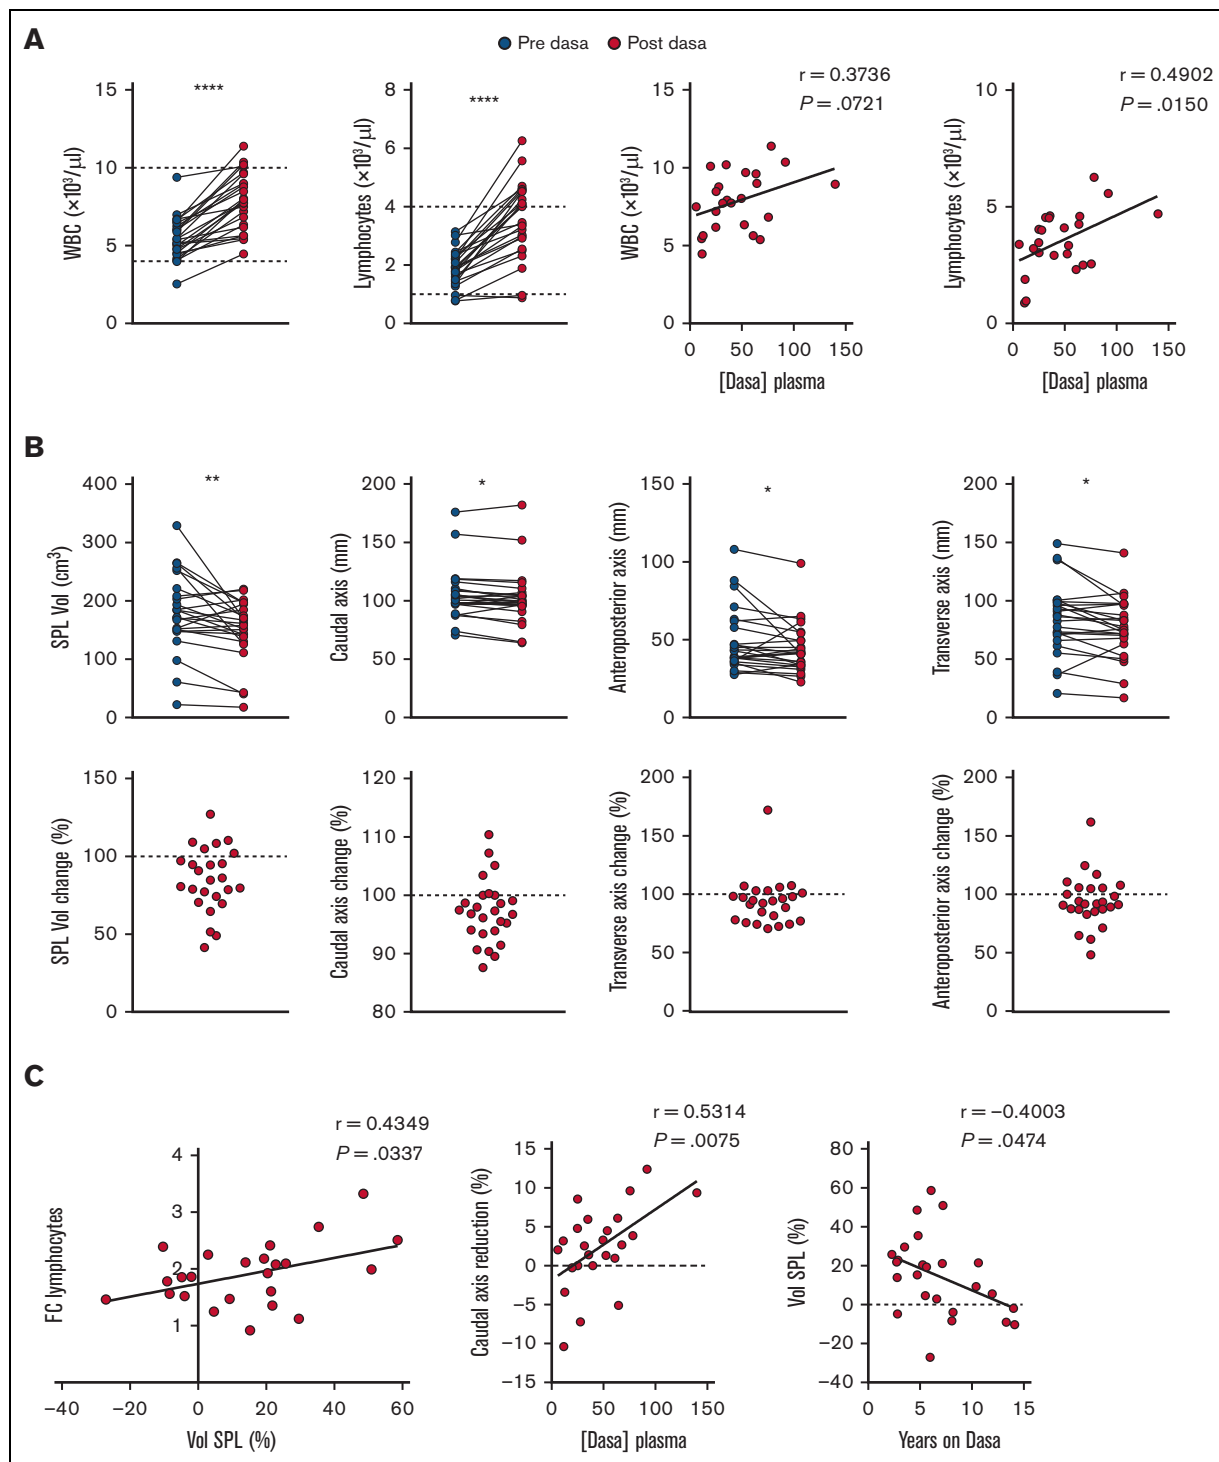 A
Pre dasa Post dasa
WBC (×10³/μl)
15
10
5
0
****
Lymphocytes (×10³/μl)
8
6
4
2
0
****
r = 0.3736
P = .0721
WBC (×10³/μl)
15
10
5
0
0 50 100 150
[Dasa] plasma
r = 0.4902
P = .0150
Lymphocytes (×10³/μl)
10
5
0
0 50 100 150
[Dasa] plasma
B
SPL Vol (cm³)
400
300
200
100
0
**
Caudal axis (mm)
200
150
100
50
0
*
Anteroposterior axis (mm)
150
100
50
0
*
Transverse axis (mm)
200
150
100
50
0
*
SPL Vol change (%)
150
100
50
0
Caudal axis change (%)
120
110
100
90
80
Transverse axis change (%)
200
150
100
50
0
Anteroposterior axis change (%)
200
150
100
50
0
C
r = 0.4349
P = .0337
FC lymphocytes
4
3
2
1
−40 −20 0 20 40 60
Vol SPL (%)
r = 0.5314
P = .0075
Caudal axis reduction (%)
15
10
5
0
−5
−10
−15
0 50 100 150
[Dasa] plasma
r = −0.4003
P = .0474
Vol SPL (%)
80
60
40
20
0
−20
−40
0 5 10 15
Years on Dasa